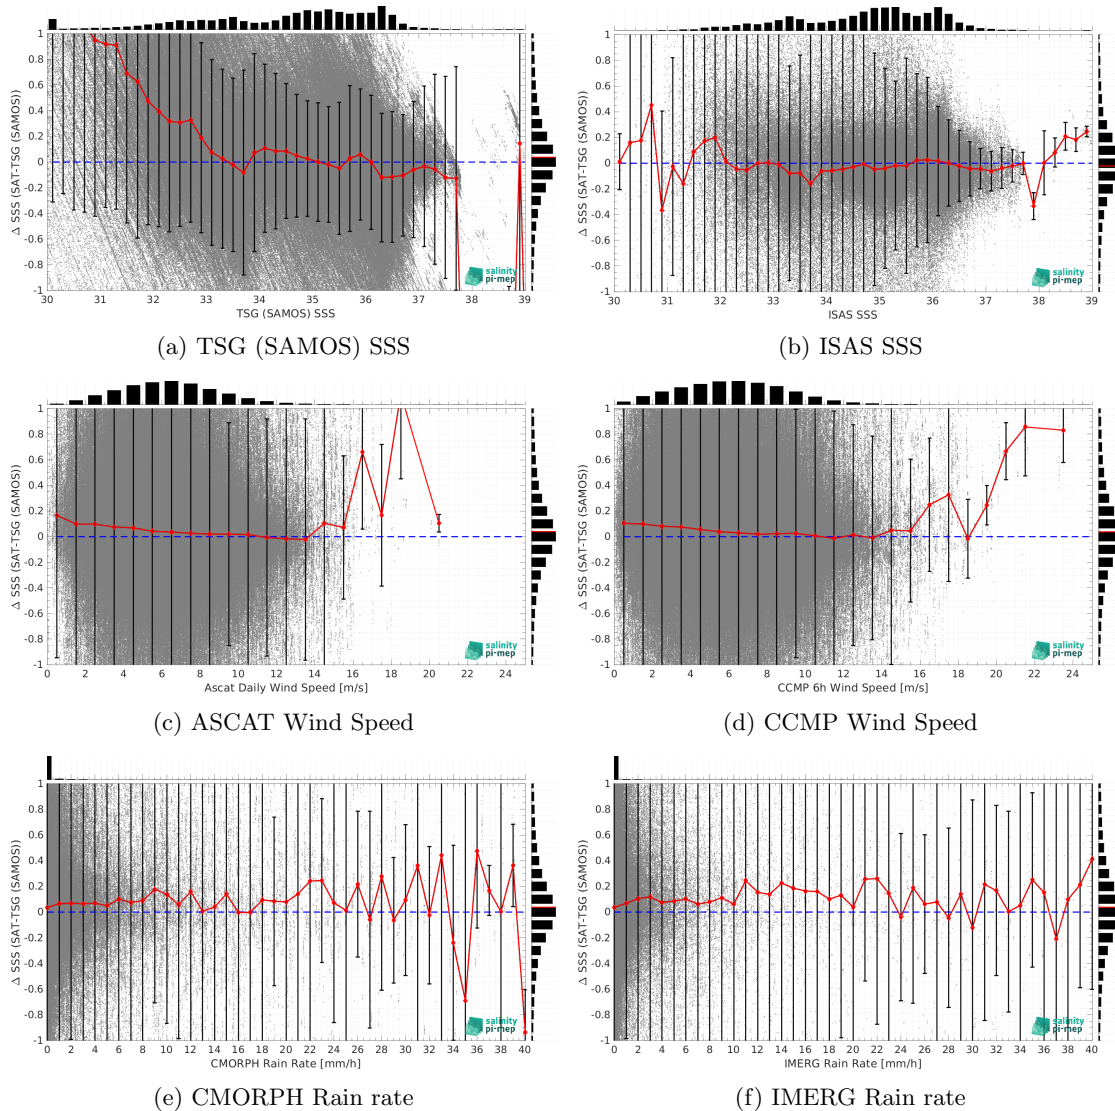 1
0.8
0.6
0.4
0.2
0
-0.2
-0.4
-0.6
-0.8
-1
Δ SSS (SAT-TSG (SAMOS))
salinity
pi-mep
30 31 32 33 34 35 36 37 38 39
TSG (SAMOS) SSS
(a) TSG (SAMOS) SSS
1
0.8
0.6
0.4
0.2
0
-0.2
-0.4
-0.6
-0.8
-1
Δ SSS (SAT-TSG (SAMOS))
salinity
pi-mep
30 31 32 33 34 35 36 37 38 39
ISAS SSS
(b) ISAS SSS
1
0.8
0.6
0.4
0.2
0
-0.2
-0.4
-0.6
-0.8
-1
Δ SSS (SAT-TSG (SAMOS))
salinity
pi-mep
0 2 4 6 8 10 12 14 16 18 20 22 24
Ascat Daily Wind Speed [m/s]
(c) ASCAT Wind Speed
1
0.8
0.6
0.4
0.2
0
-0.2
-0.4
-0.6
-0.8
-1
Δ SSS (SAT-TSG (SAMOS))
salinity
pi-mep
0 2 4 6 8 10 12 14 16 18 20 22 24
CCMP 6h Wind Speed [m/s]
(d) CCMP Wind Speed
1
0.8
0.6
0.4
0.2
0
-0.2
-0.4
-0.6
-0.8
-1
Δ SSS (SAT-TSG (SAMOS))
salinity
pi-mep
0 2 4 6 8 10 12 14 16 18 20 22 24 26 28 30 32 34 36 38 40
CMORPH Rain Rate [mm/h]
(e) CMORPH Rain rate
1
0.8
0.6
0.4
0.2
0
-0.2
-0.4
-0.6
-0.8
-1
Δ SSS (SAT-TSG (SAMOS))
salinity
pi-mep
0 2 4 6 8 10 12 14 16 18 20 22 24 26 28 30 32 34 36 38 40
IMERG Rain Rate [mm/h]
(f) IMERG Rain rate